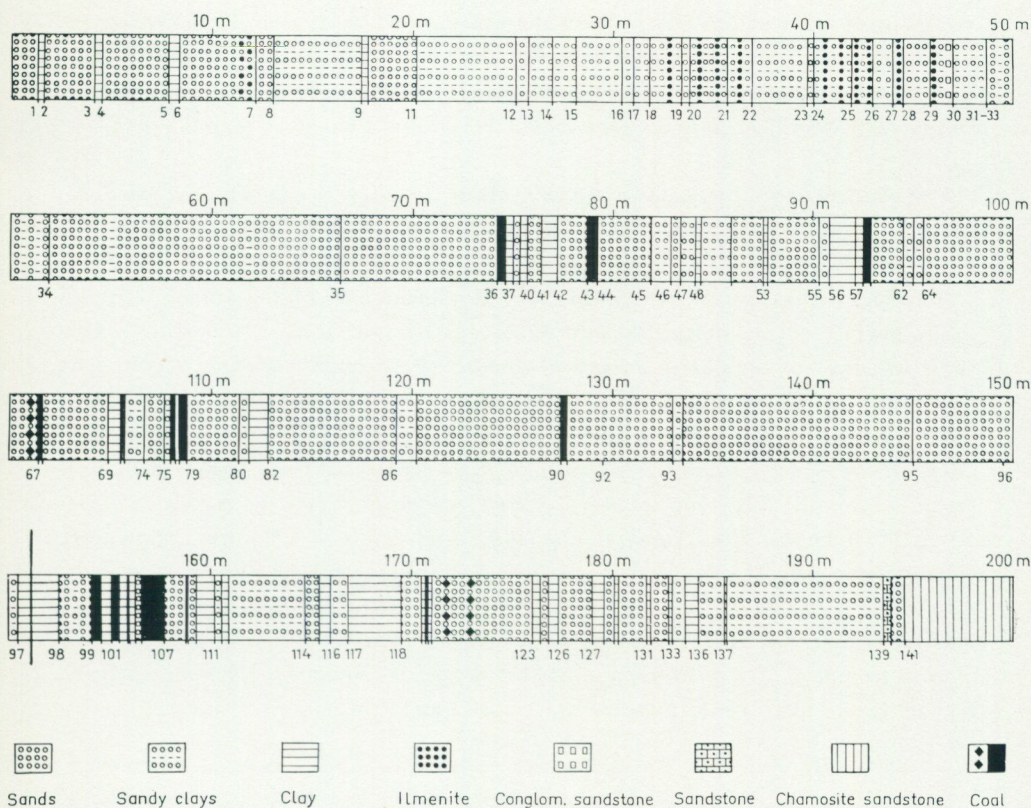 10 m 20 m 30 m 40 m 50 m
1 2 3 4 5 6 7 8 9 11 12 13 14 15 16 17 18 19 20 21 22 23 24 25 26 27 28 29 30 31-33
60 m 70 m 80 m 90 m 100 m
34 35 36 37 40 41 42 43 44 45 46 47 48 53 55 56 57 62 64
110 m 120 m 130 m 140 m 150 m
67 69 74 75 79 80 82 86 90 92 93 95 96
160 m 170 m 180 m 190 m 200 m
97 98 99 101 107 111 114 116 117 118 123 126 127 131 133 136 137 139 141
Sands Sandy clays Clay Ilmenite Conglom. sandstone Sandstone Chamosite sandstone Coal